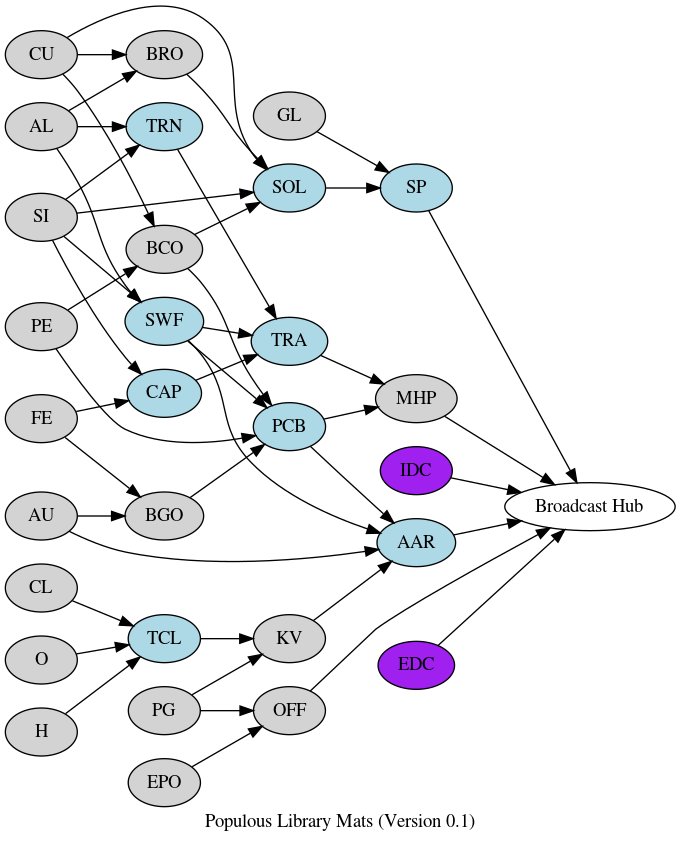 CU
BRO
GL
AL
TRN
SOL
SP
SI
BCO
PE
SWF
TRA
CAP
MHP
FE
PCB
IDC
Broadcast Hub
AU
BGO
AAR
CL
TCL
KV
O
EDC
H
PG
OFF
EPO
Populous Library Mats (Version 0.1)